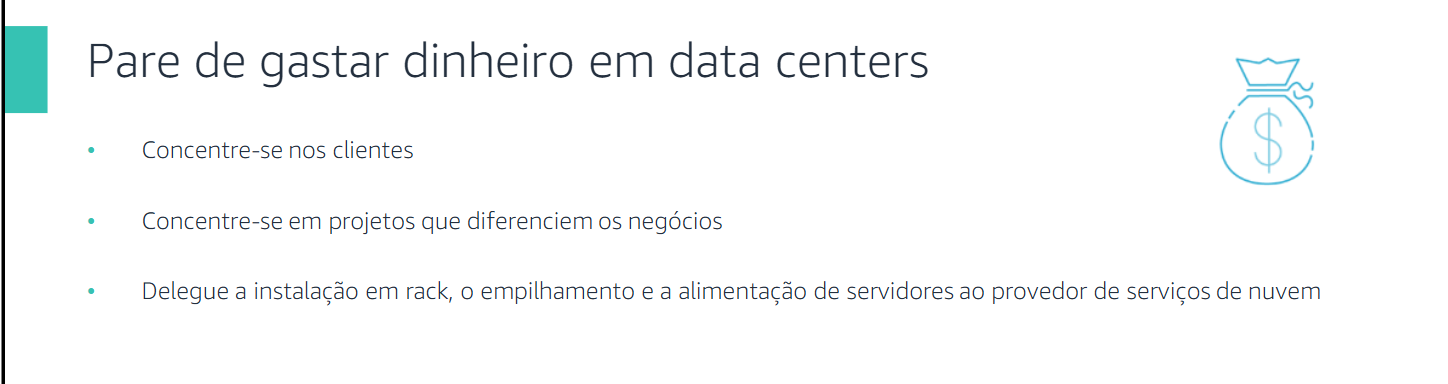 Pare de gastar dinheiro em data centers
• Concentre-se nos clientes
• Concentre-se em projetos que diferenciem os negócios
• Delegue a instalação em rack, o empilhamento e a alimentação de servidores ao provedor de serviços de nuvem
$